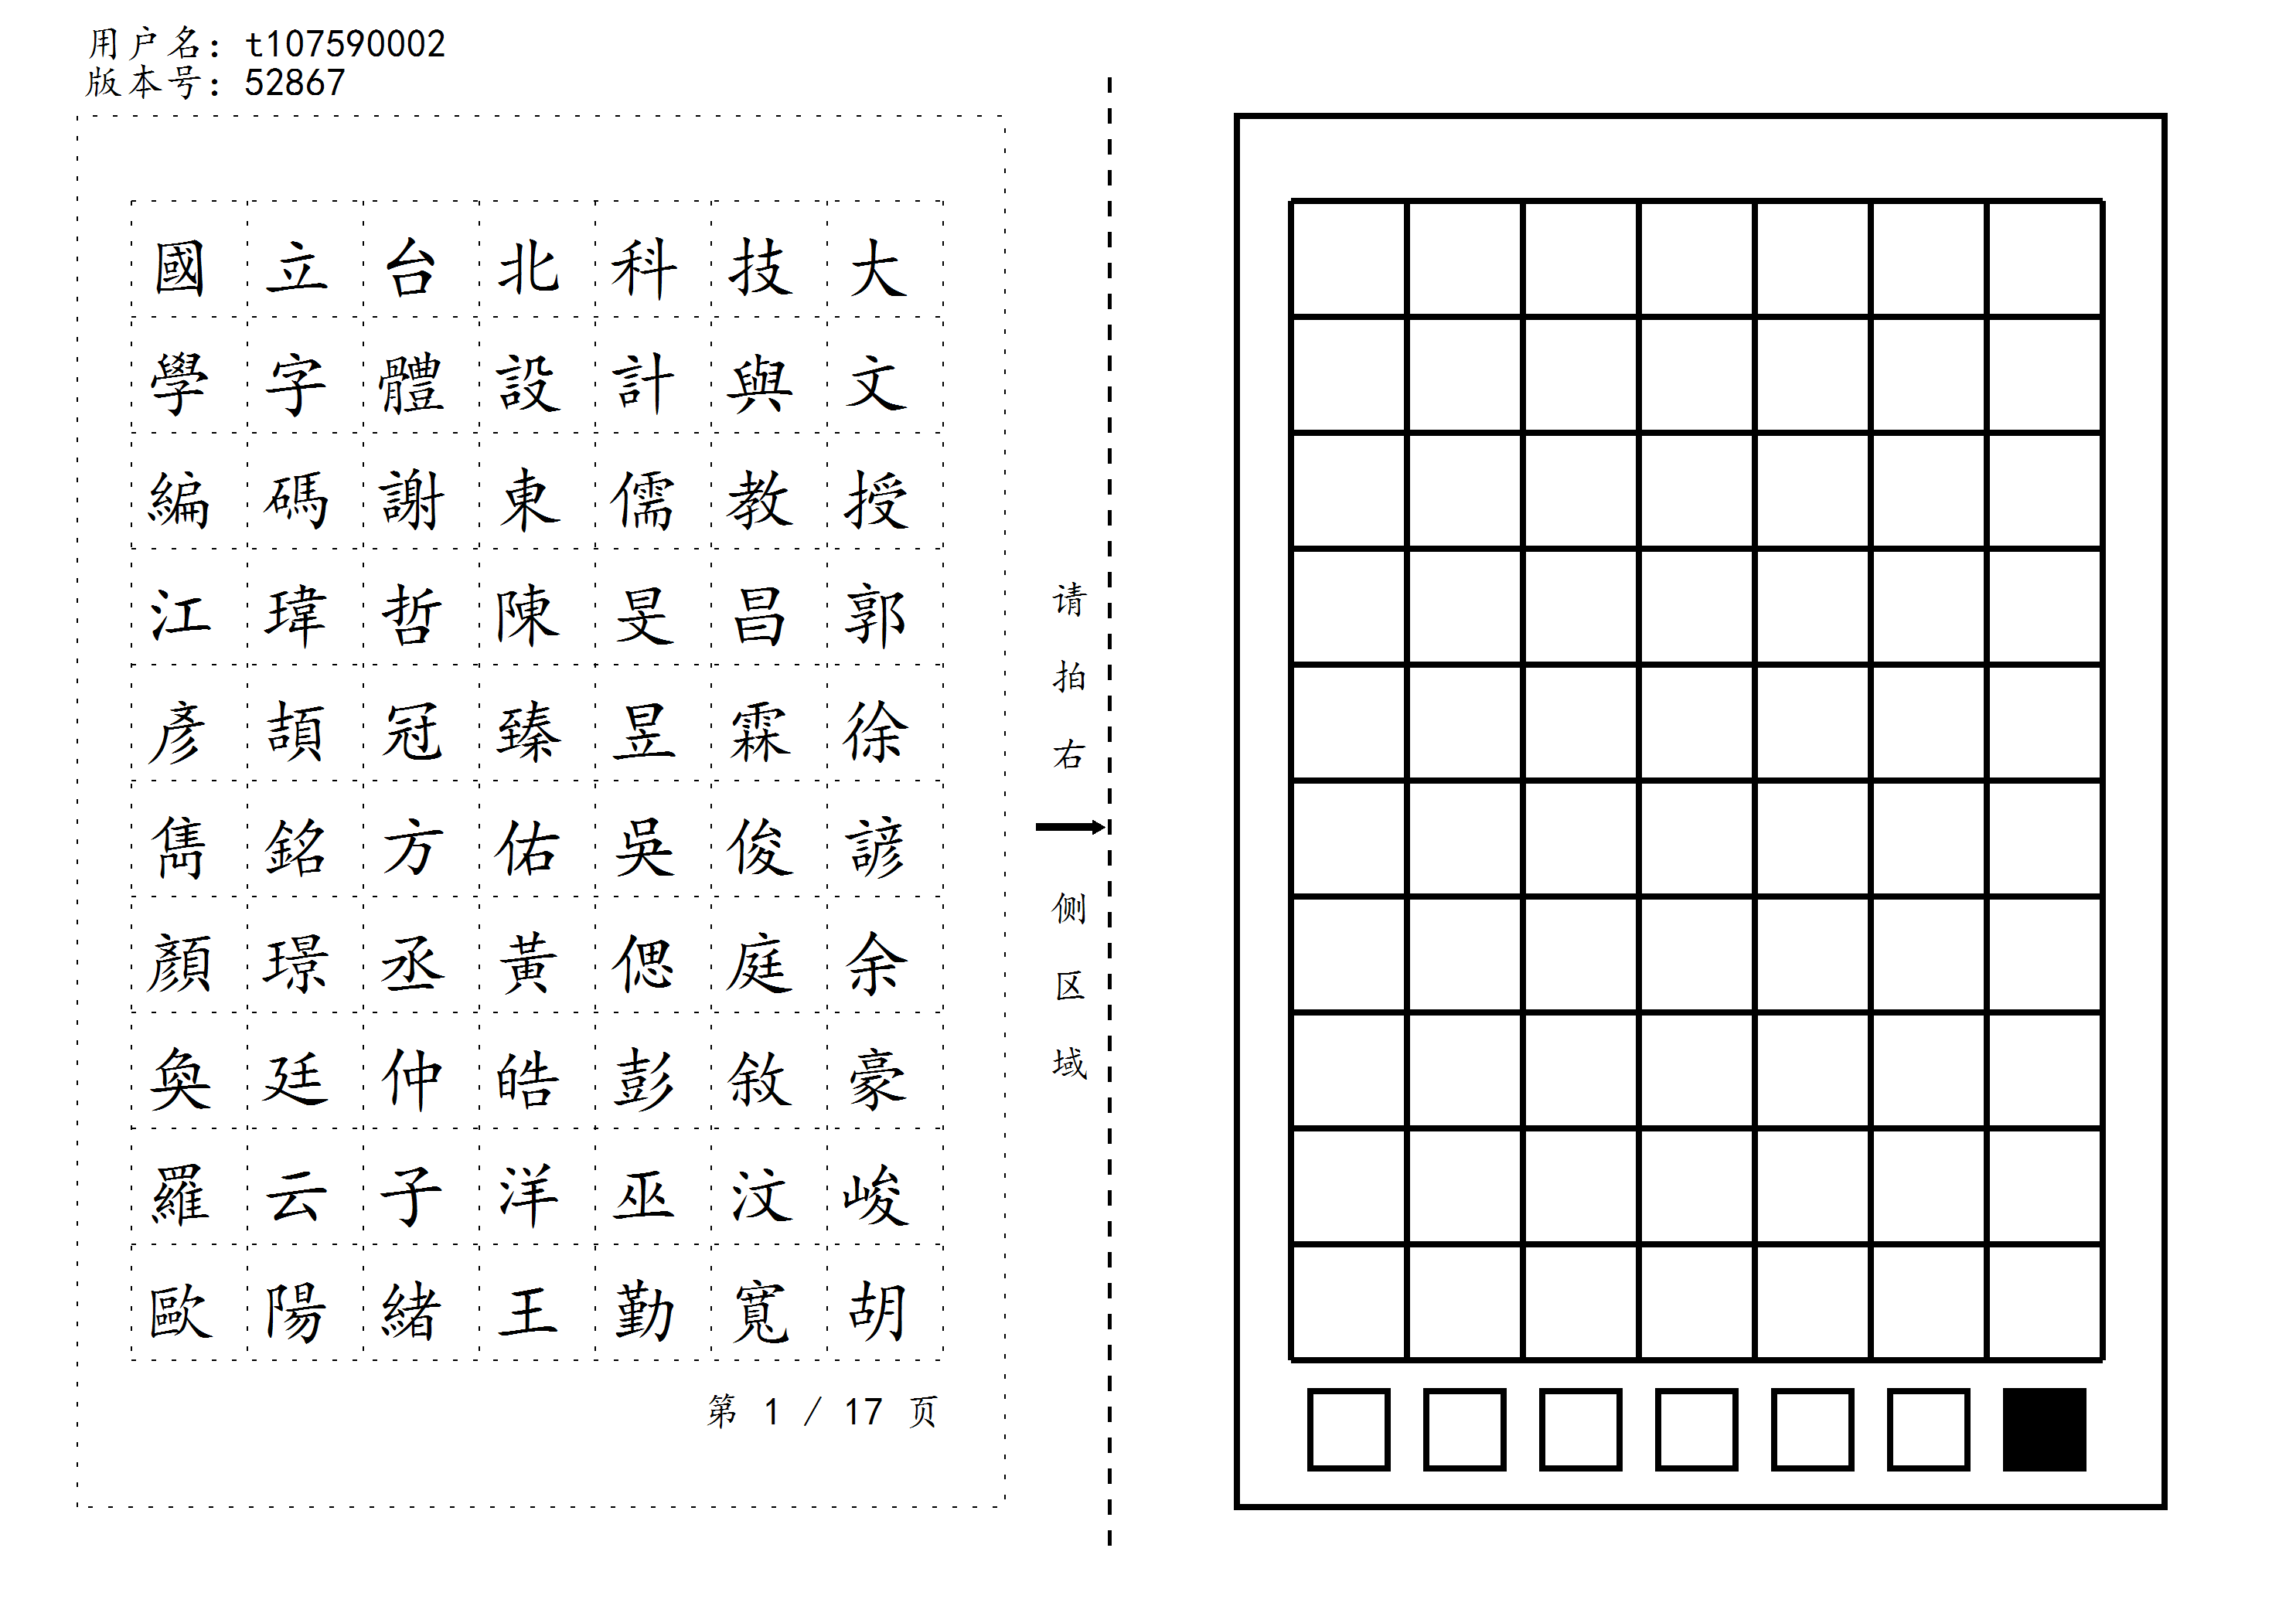 用户名: t107590002
版本号: 52867
國立台北科技大
學字體設計與文
編碼謝東儒教授
江瑋哲陳旻昌郭
彥頡冠臻昱霖徐
雋銘方佑吳俊諺
顏璟丞黃偲庭余
奐廷仲皓彭敘豪
羅云子洋巫汶峻
歐陽緒王勤寬胡
第 1 / 17 页
请拍右侧区域